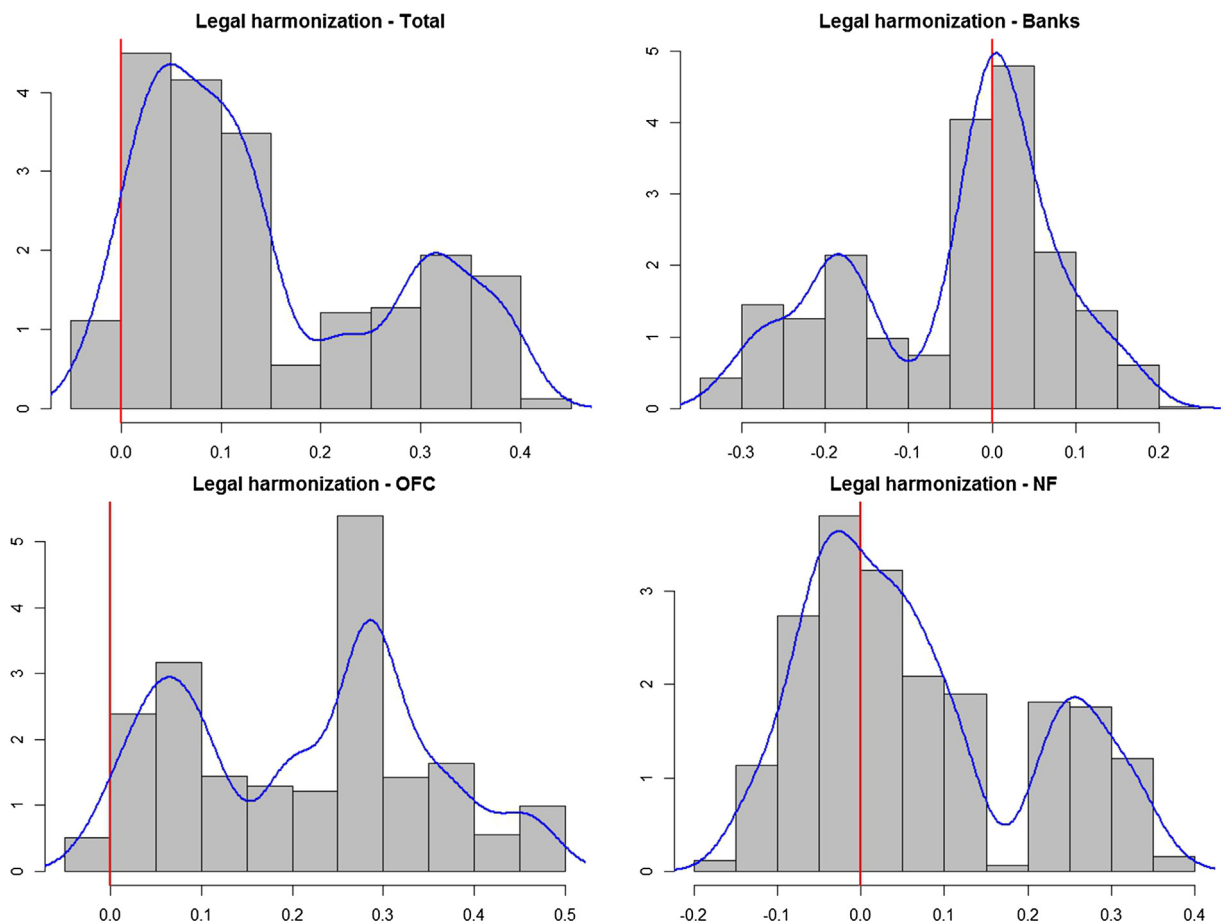 Legal harmonization - Total
4
3
2
1
0
0.0 0.1 0.2 0.3 0.4
Legal harmonization - Banks
5
4
3
2
1
0
-0.3 -0.2 -0.1 0.0 0.1 0.2
Legal harmonization - OFC
5
4
3
2
1
0
0.0 0.1 0.2 0.3 0.4 0.5
Legal harmonization - NF
3
2
1
0
-0.2 -0.1 0.0 0.1 0.2 0.3 0.4